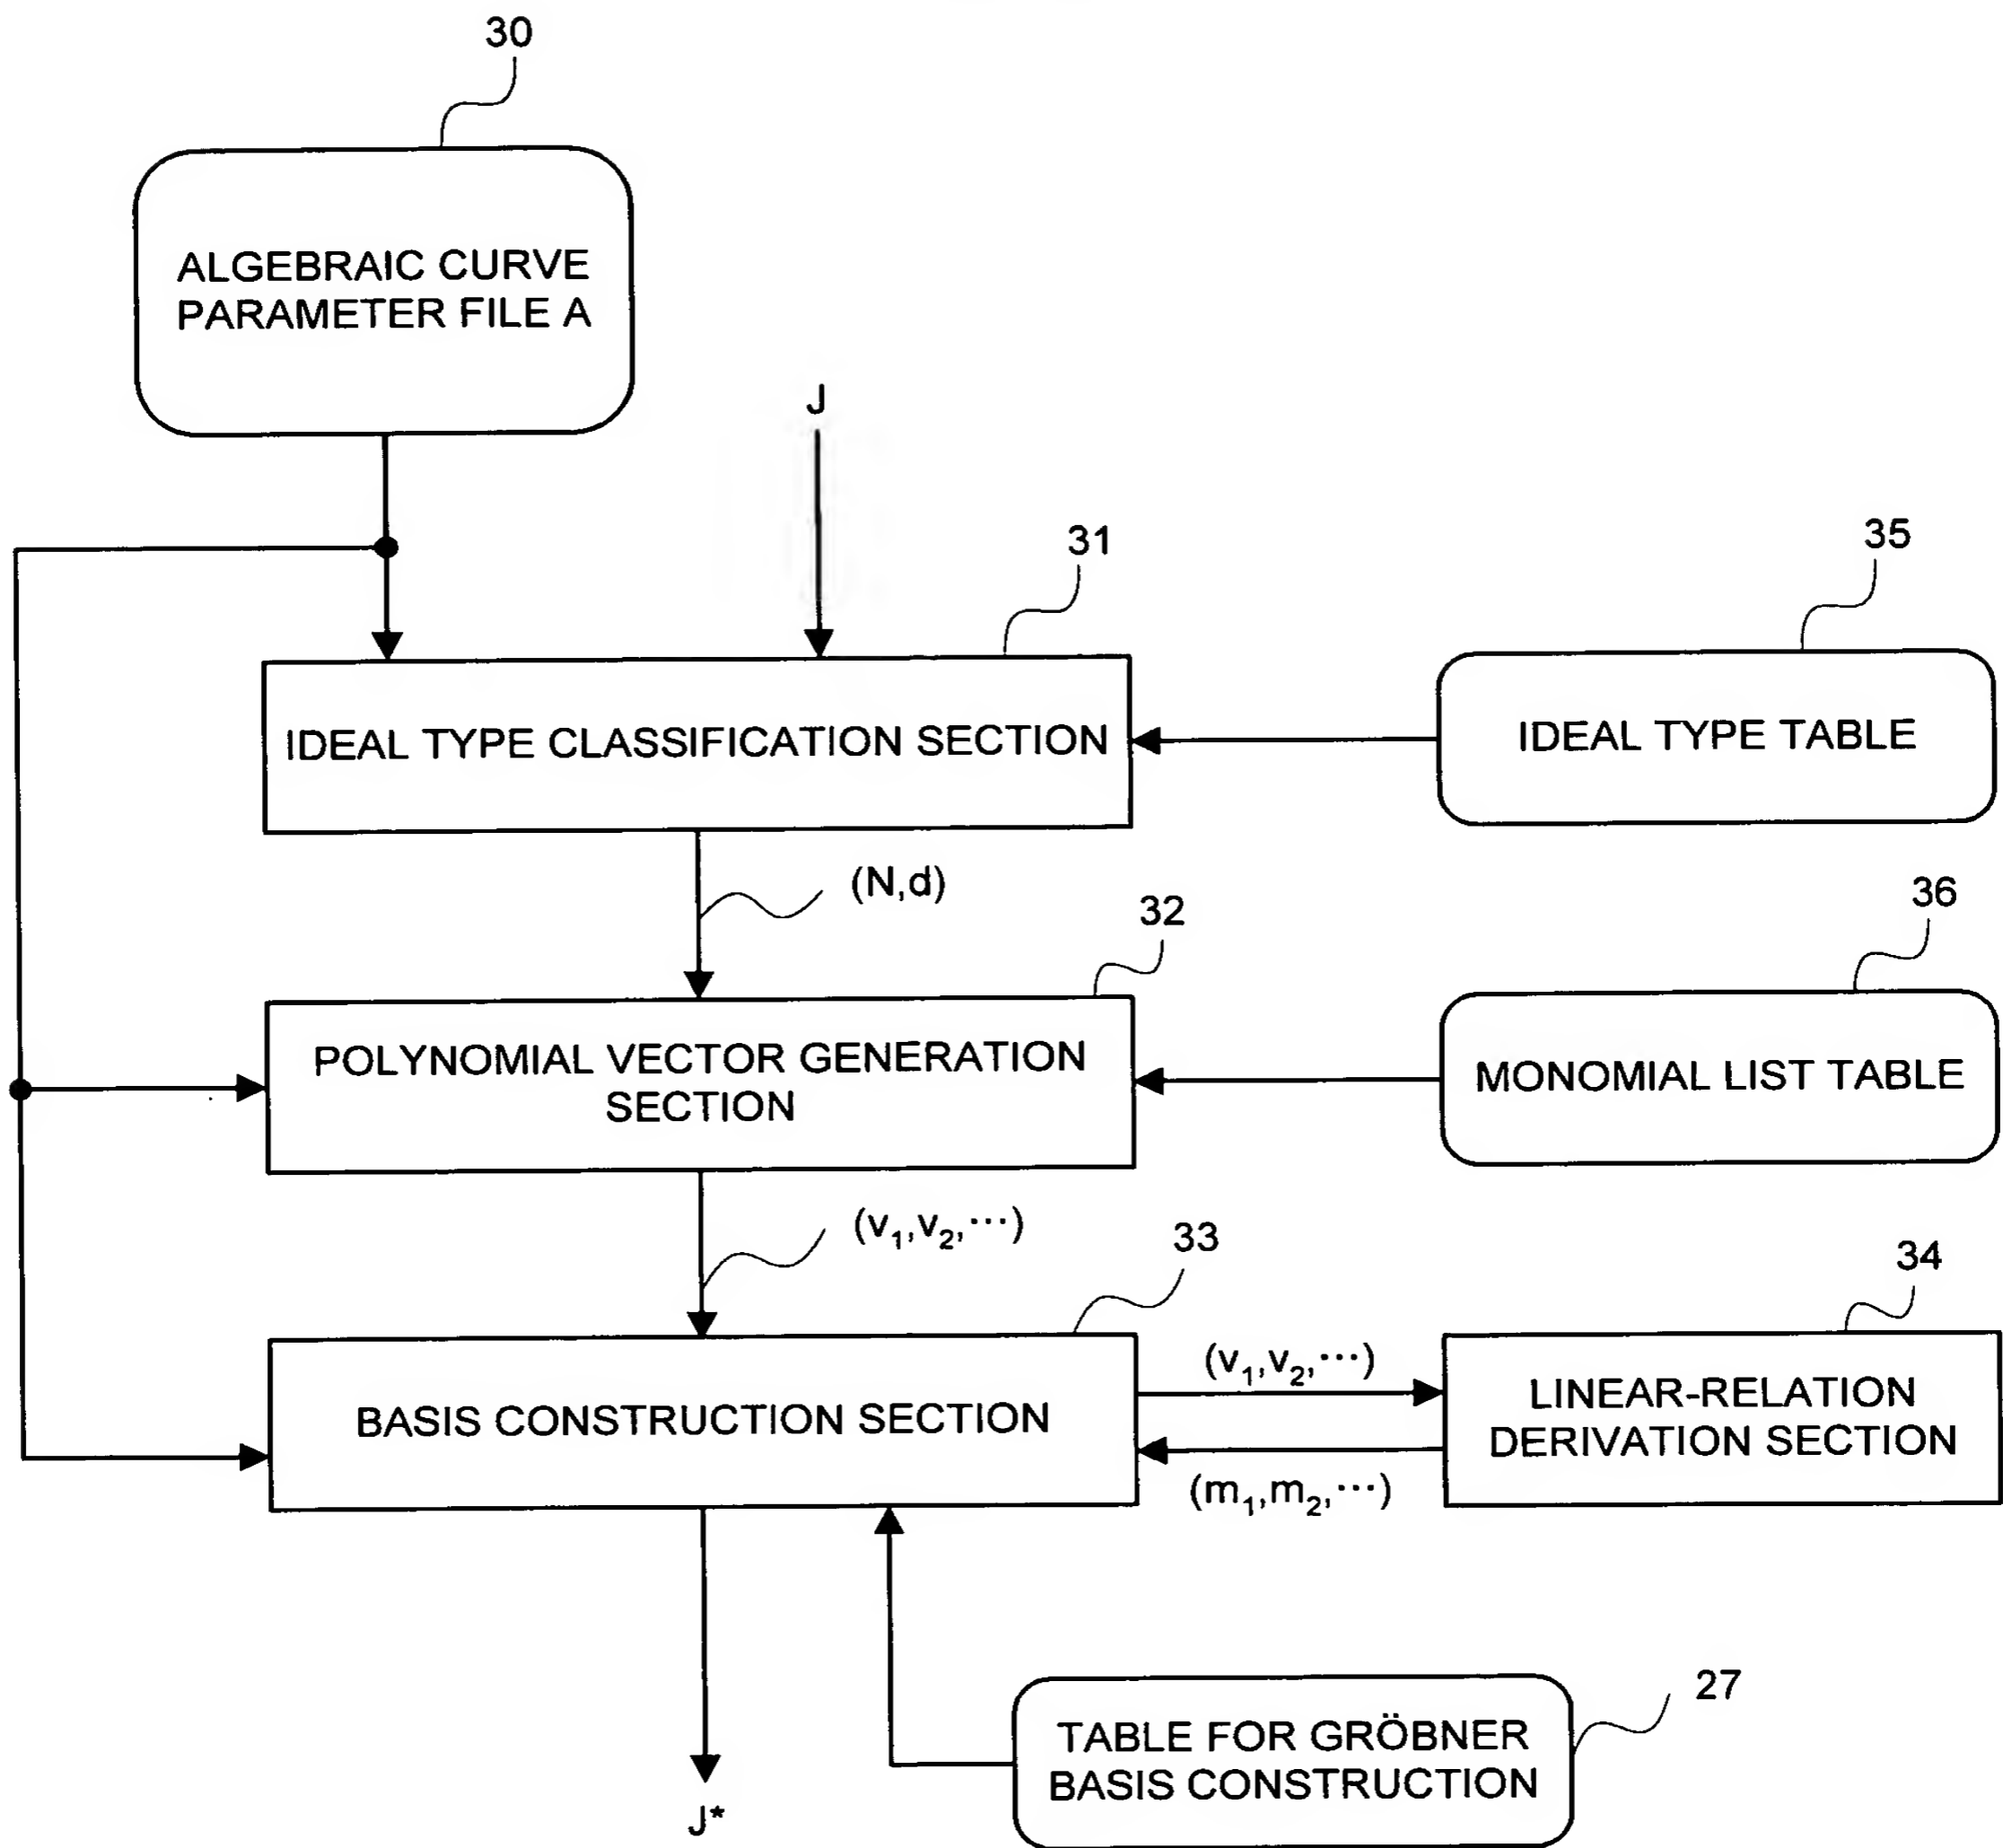 30
ALGEBRAIC CURVE
PARAMETER FILE A
J
31
35
IDEAL TYPE CLASSIFICATION SECTION
IDEAL TYPE TABLE
(N,d)
32
36
POLYNOMIAL VECTOR GENERATION
SECTION
MONOMIAL LIST TABLE
(v₁,v₂,⋯)
33
34
BASIS CONSTRUCTION SECTION
(v₁,v₂,⋯)
(m₁,m₂,⋯)
LINEAR-RELATION
DERIVATION SECTION
27
TABLE FOR GRÖBNER
BASIS CONSTRUCTION
J*